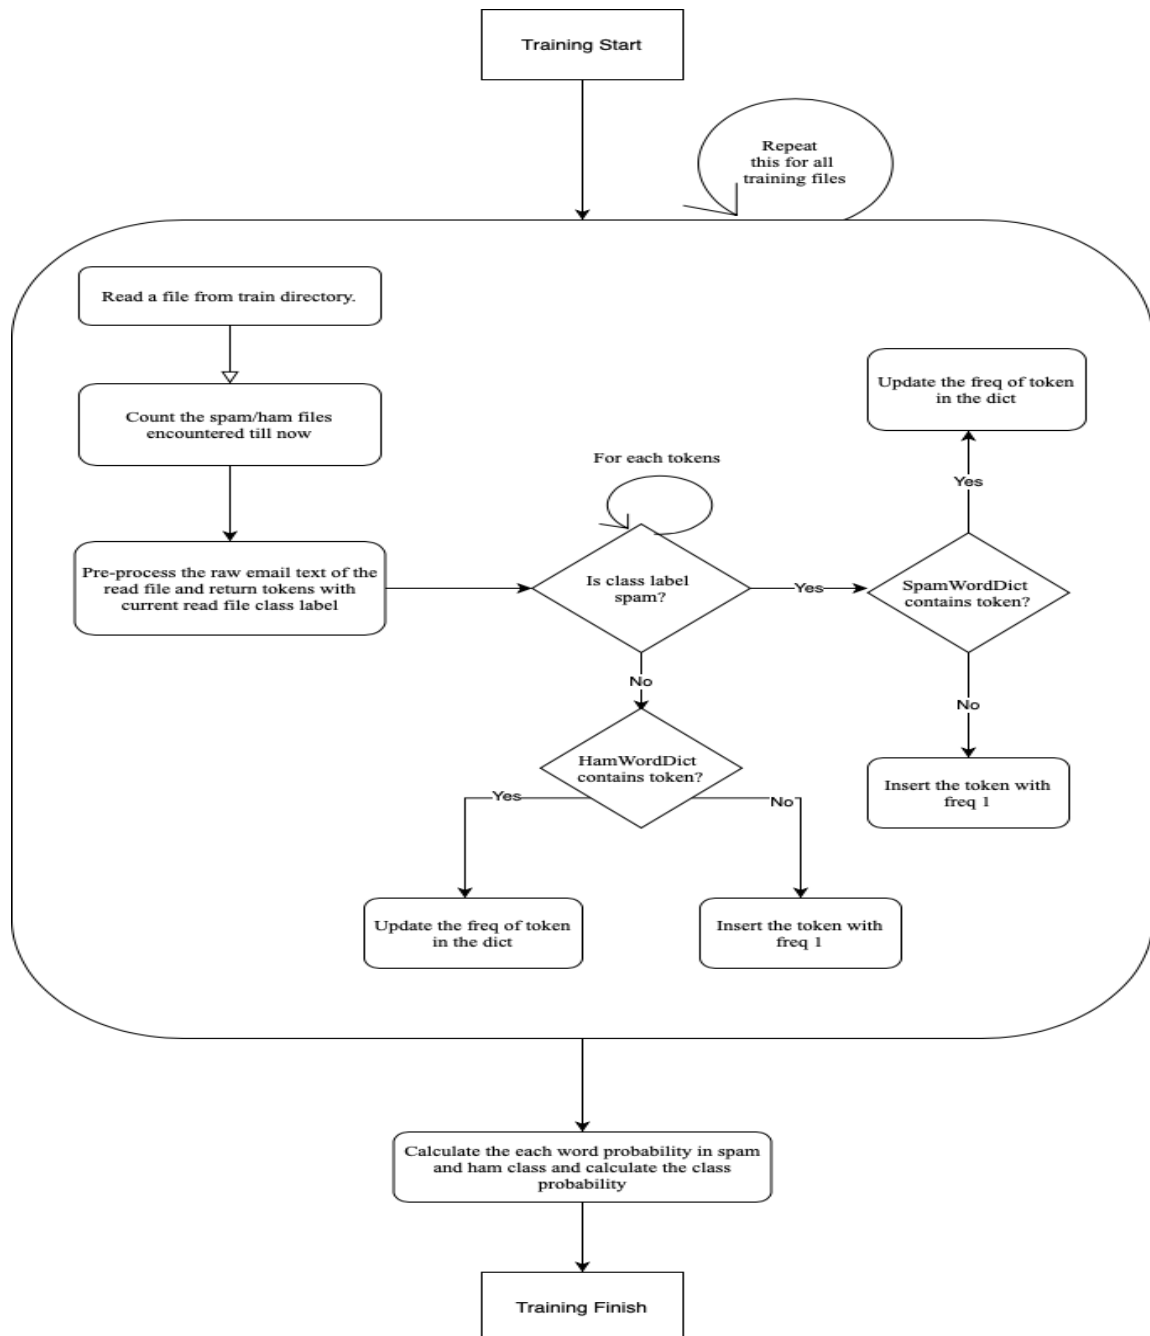 Training Start
Repeat
this for all
training files
Read a file from train directory.
Count the spam/ham files
encountered till now
Pre-process the raw email text of the
read file and return tokens with
current read file class label
For each tokens
Is class label
spam?
Yes
SpamWordDict
contains token?
Yes
Update the freq of token
in the dict
No
Insert the token with
freq 1
No
HamWordDict
contains token?
Yes
No
Update the freq of token
in the dict
Insert the token with
freq 1
Calculate the each word probability in spam
and ham class and calculate the class
probability
Training Finish